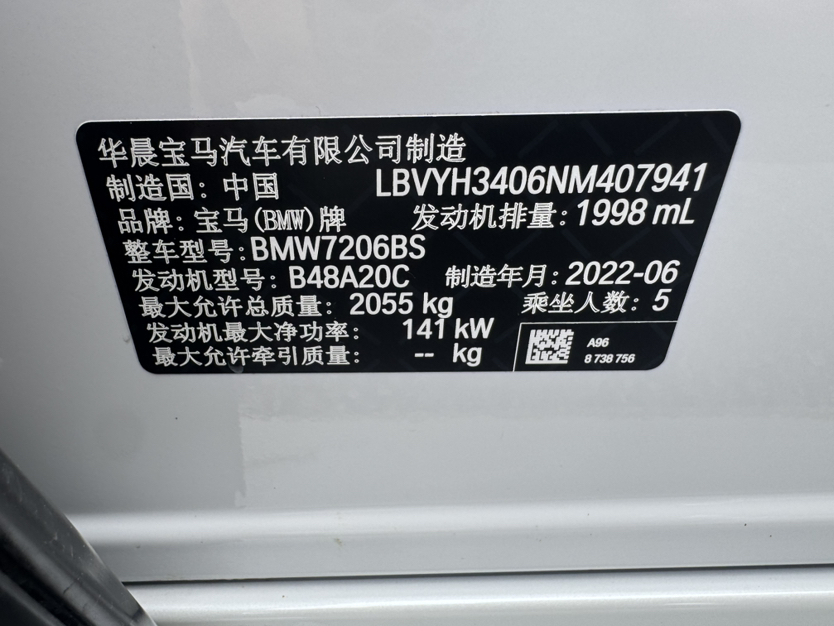 华晨宝马汽车有限公司制造
制造国：中国 LBVYH3406NM407941
品牌：宝马(BMW)牌 发动机排量：1998 mL
整车型号：BMW7206BS
发动机型号：B48A20C 制造年月：2022-06
最大允许总质量：2055 kg 乘坐人数：5
发动机最大净功率： 141 kW
最大允许牵引质量： -- kg
A96
8 738 756